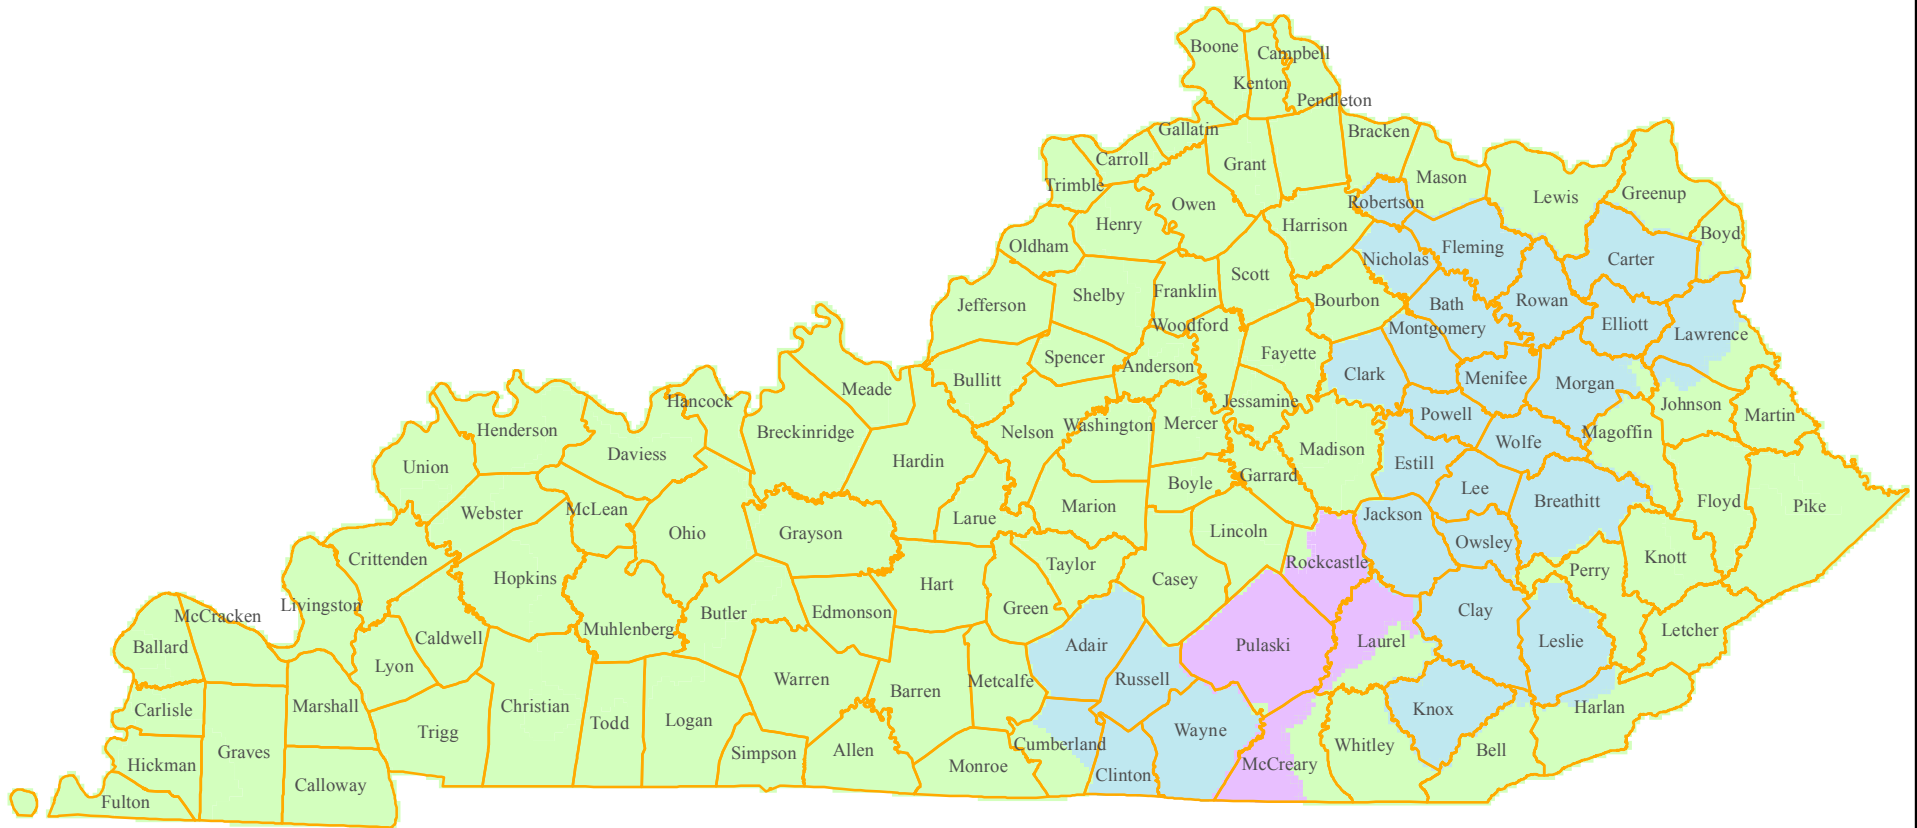 Boone
Campbell
Kenton
Pendleton
Gallatin
Bracken
Carroll
Grant
Mason
Trimble
Lewis
Greenup
Robertson
Owen
Henry
Harrison
Boyd
Oldham
Fleming
Nicholas
Carter
Scott
Shelby
Franklin
Jefferson
Bourbon
Bath
Rowan
Woodford
Montgomery
Elliott
Lawrence
Spencer
Fayette
Anderson
Clark
Menifee
Morgan
Bullitt
Meade
Hancock
Jessamine
Johnson
Powell
Martin
Washington
Mercer
Henderson
Breckinridge
Nelson
Magoffin
Wolfe
Madison
Daviess
Hardin
Union
Estill
Garrard
Boyle
Lee
Breathitt
Floyd
Pike
Marion
McLean
Webster
Larue
Jackson
Ohio
Grayson
Lincoln
Owsley
Crittenden
Knott
Rockcastle
Taylor
Perry
Hopkins
Casey
Hart
Livingston
Green
Clay
McCracken
Butler
Edmonson
Muhlenberg
Letcher
Caldwell
Laurel
Leslie
Ballard
Adair
Pulaski
Lyon
Warren
Russell
Metcalfe
Barren
Carlisle
Marshall
Christian
Knox
Harlan
Logan
Todd
Trigg
Wayne
Cumberland
Whitley
Graves
Simpson
Allen
Bell
Hickman
Monroe
McCreary
Clinton
Calloway
Fulton